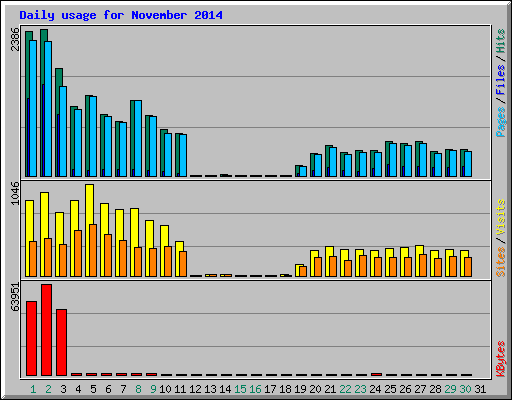 Daily usage for November 2014
2386
Pages / Files / Hits
1046
Sites / Visits
63951
KBytes
1 2 3 4 5 6 7 8 9 10 11 12 13 14 15 16 17 18 19 20 21 22 23 24 25 26 27 28 29 30 31